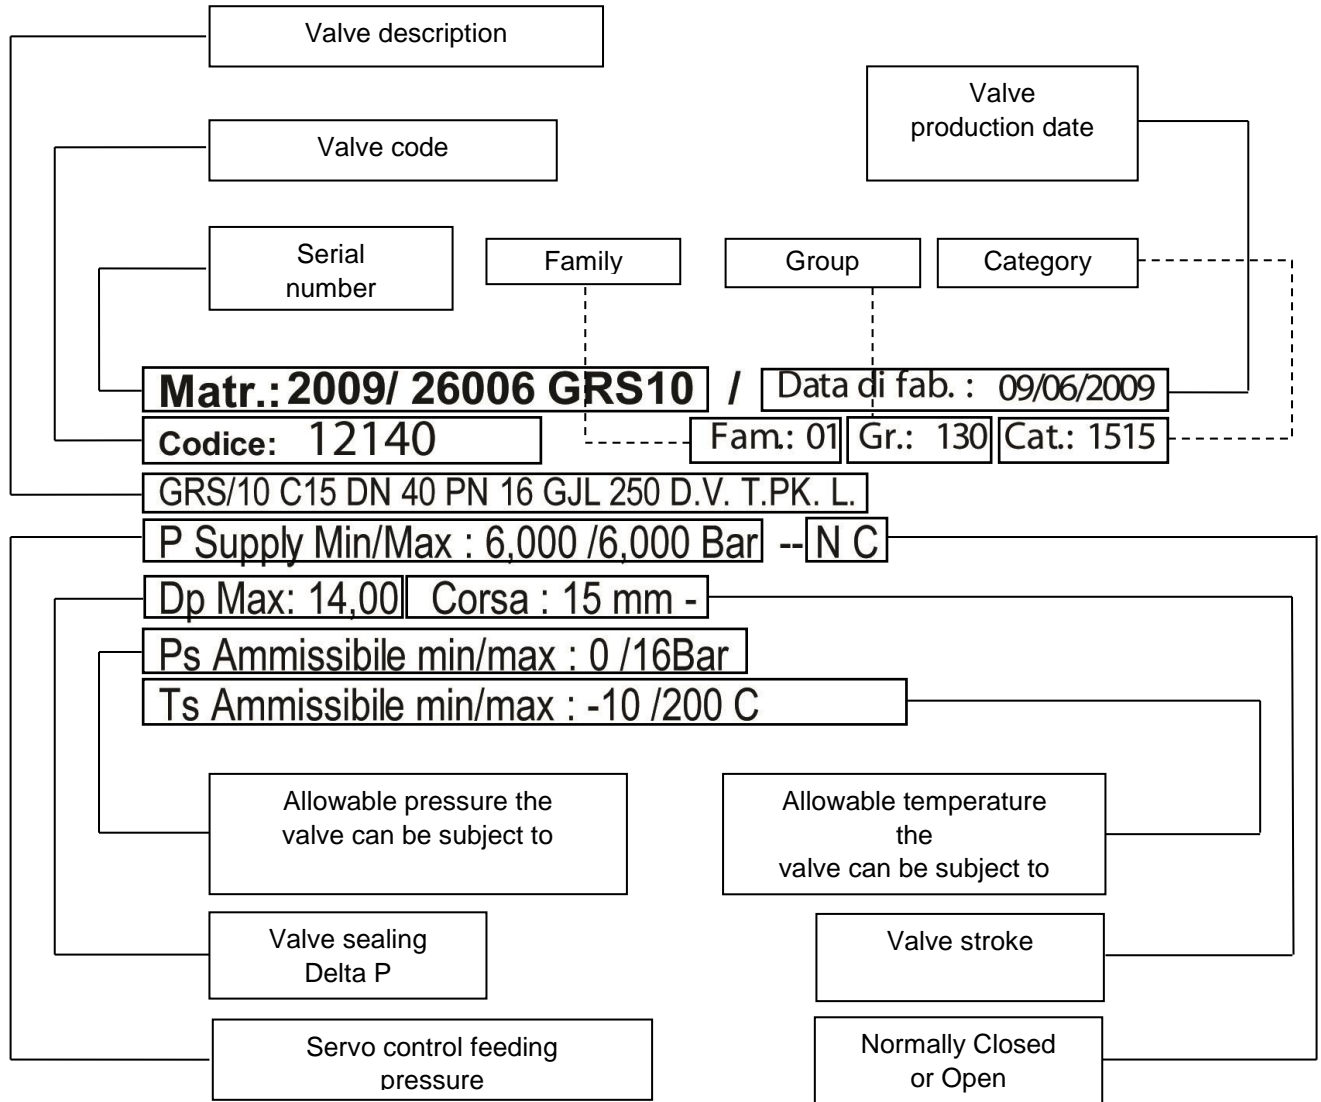 Valve description
Valve
production date
Valve code
Serial
number
Family
Group
Category
Matr.: 2009/ 26006 GRS10 / Data di fab. : 09/06/2009
Codice: 12140 Fam.: 01 Gr.: 130 Cat.: 1515
GRS/10 C15 DN 40 PN 16 GJL 250 D.V. T.PK. L.
P Supply Min/Max : 6,000 /6,000 Bar -- N C
Dp Max: 14,00 Corsa : 15 mm -
Ps Ammissibile min/max : 0 /16Bar
Ts Ammissibile min/max : -10 /200 C
Allowable pressure the
valve can be subject to
Allowable temperature
the
valve can be subject to
Valve sealing
Delta P
Valve stroke
Servo control feeding
pressure
Normally Closed
or Open